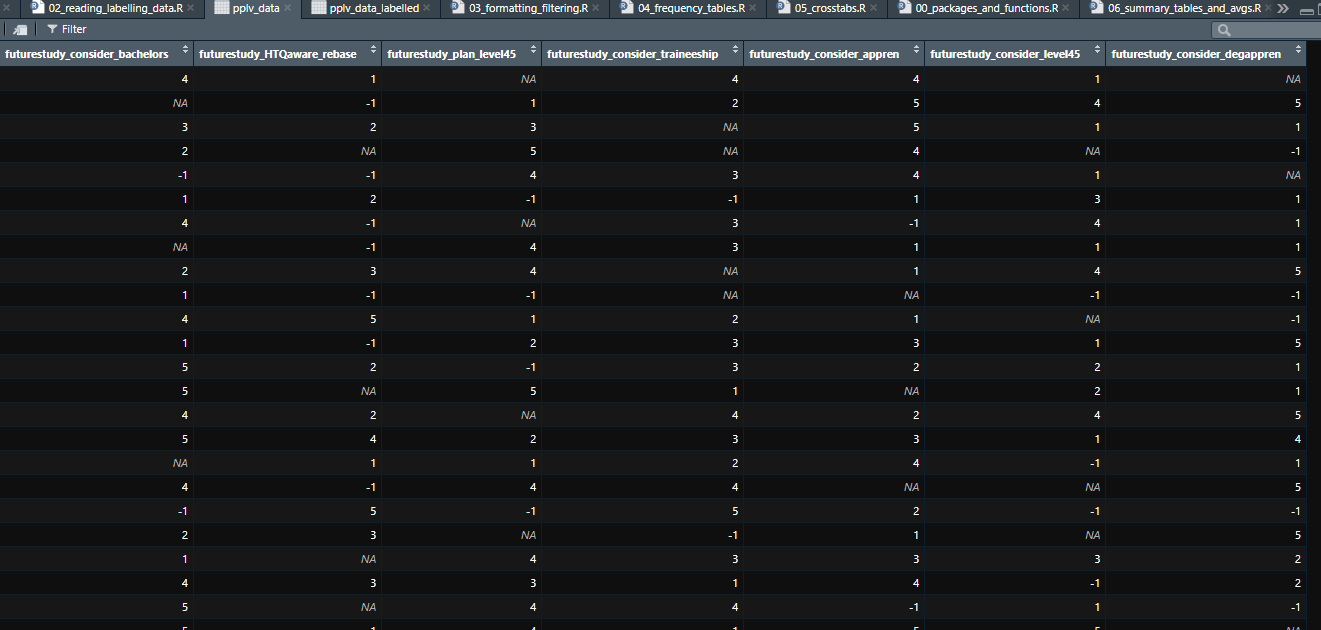 02_reading_labelling_data.R pplv_data pplv_data_labelled 03_formatting_filtering.R 04_frequency_tables.R 05_crosstabs.R 00_packages_and_functions.R 06_summary_tables_and_avgs.R
Filter
futurestudy_consider_bachelors futurestudy_HTQaware_rebase futurestudy_plan_level45 futurestudy_consider_traineeship futurestudy_consider_appren futurestudy_consider_level45 futurestudy_consider_degappren
4 1 NA 4 4 1 NA
NA -1 1 2 5 4 5
3 2 3 NA 5 1 1
2 NA 5 NA 4 NA -1
-1 -1 4 3 4 1 NA
1 2 -1 -1 1 3 1
4 -1 NA 3 -1 4 1
NA -1 4 3 1 1 1
2 3 4 NA 1 4 5
1 -1 -1 NA NA -1 -1
4 5 1 2 1 NA -1
1 -1 2 3 3 1 5
5 2 -1 3 2 2 1
5 NA 5 1 NA 2 1
4 2 NA 4 2 4 5
5 4 2 3 3 1 4
NA 1 1 2 4 -1 1
4 -1 4 4 NA NA 5
-1 5 -1 5 2 -1 -1
2 3 NA -1 1 NA 5
1 NA 4 3 3 3 2
4 3 3 1 4 -1 2
5 NA 4 4 -1 1 -1
5 1 4 1 5 5 NA